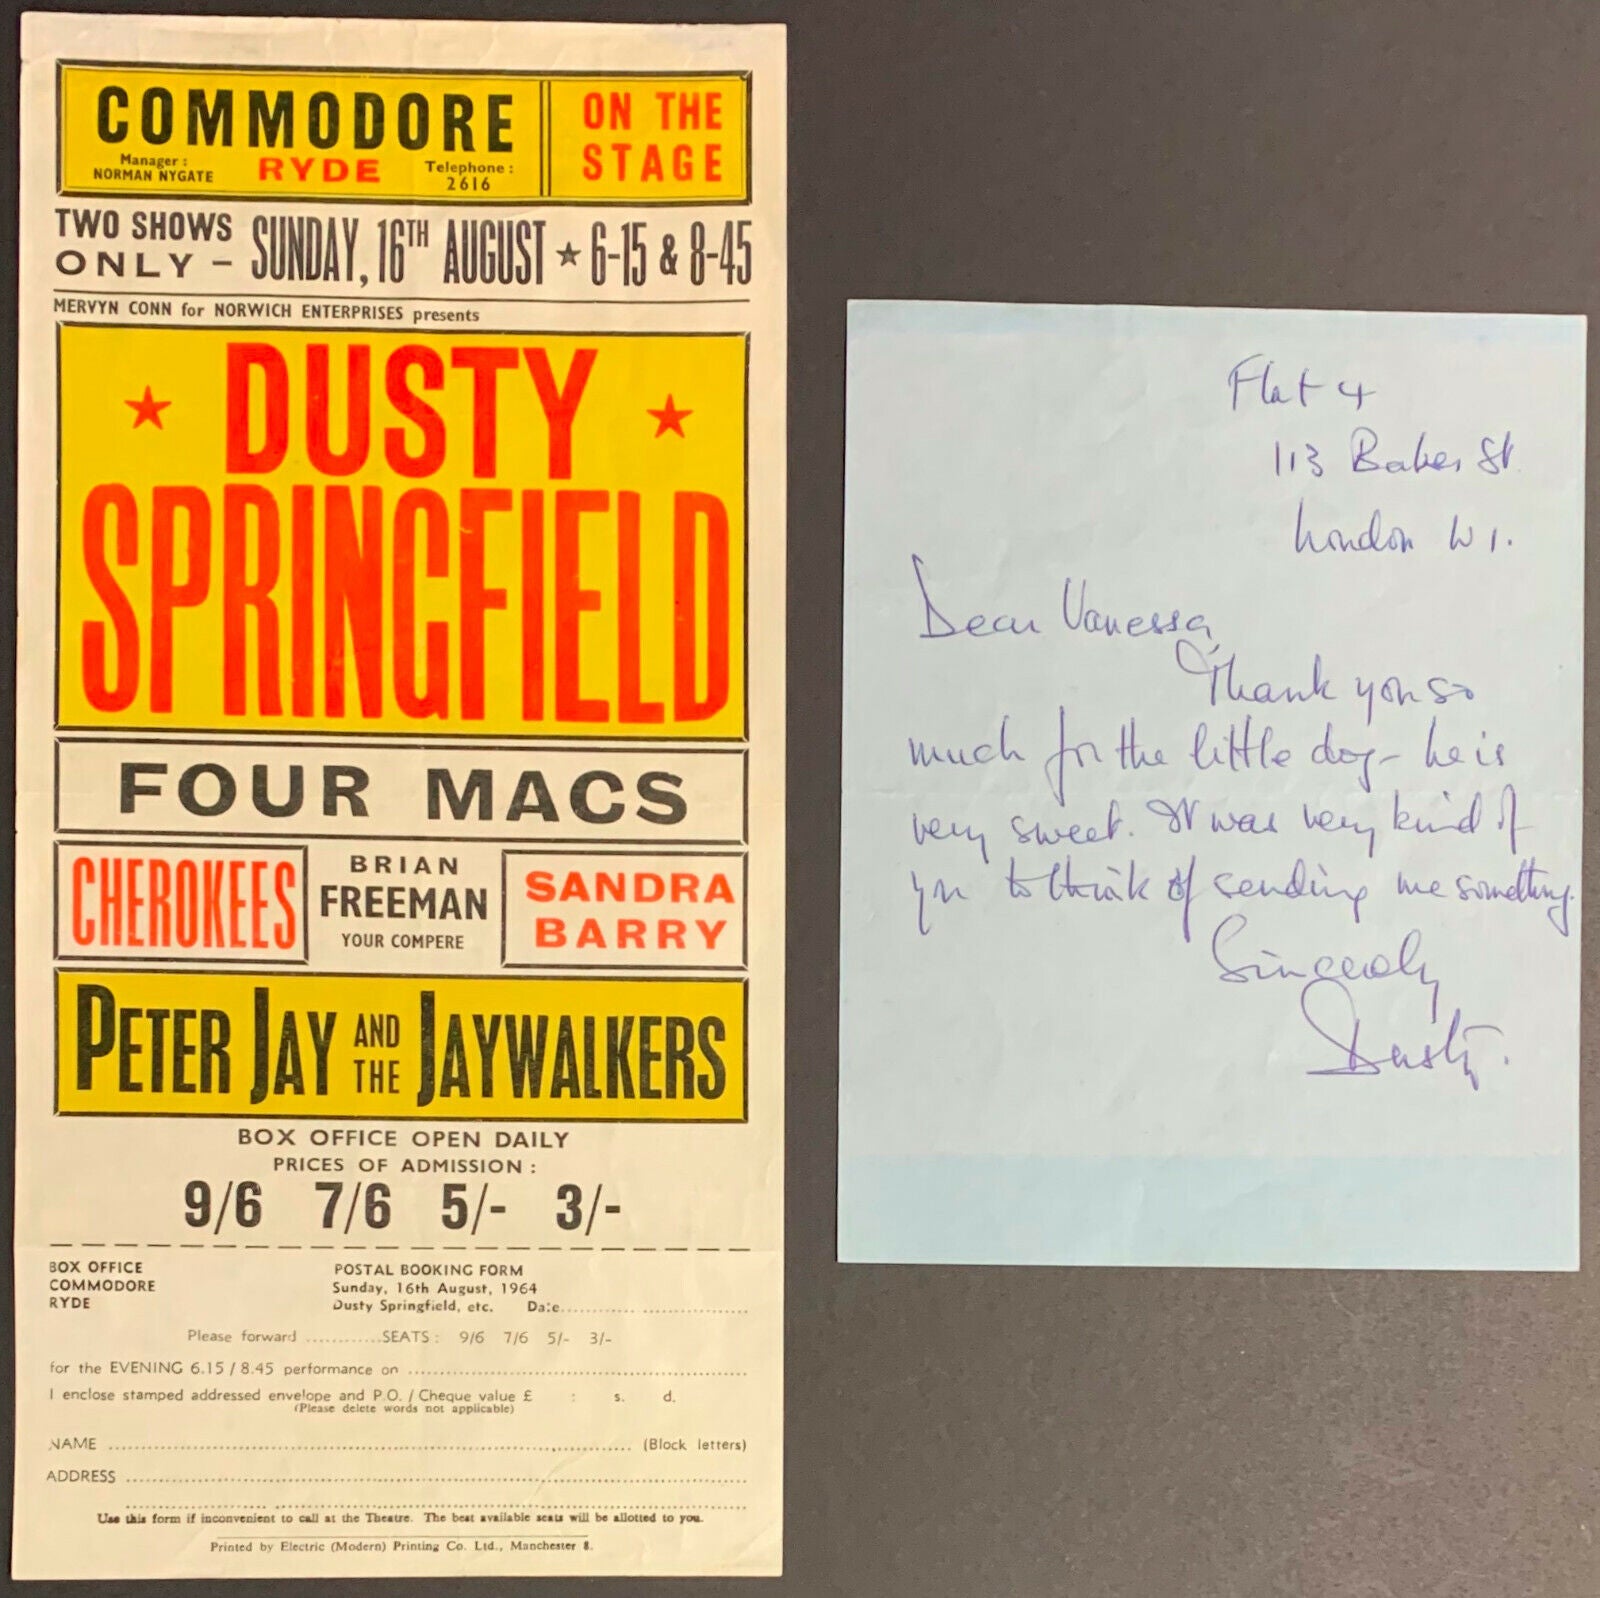 COMMODORE
Manager :
NORMAN NYGATE
RYDE
Telephone :
2616
ON THE
STAGE
TWO SHOWS
ONLY –
SUNDAY, 16TH AUGUST ★ 6-15 & 8-45
MERVYN CONN for NORWICH ENTERPRISES presents
★ DUSTY ★
SPRINGFIELD
FOUR MACS
CHEROKEES
BRIAN
FREEMAN
YOUR COMPERE
SANDRA
BARRY
PETER JAY AND THE JAYWALKERS
BOX OFFICE OPEN DAILY
PRICES OF ADMISSION :
9/6 7/6 5/- 3/-
BOX OFFICE
COMMODORE
RYDE
POSTAL BOOKING FORM
Sunday, 16th August, 1964
Dusty Springfield, etc. Date....................
Please forward ............SEATS : 9/6 7/6 5/- 3/-
for the EVENING 6.15 / 8.45 performance on ....................
I enclose stamped addressed envelope and P.O. / Cheque value £ : s. d.
(Please delete words not applicable)
NAME .................... (Block letters)
ADDRESS ....................
Use this form if inconvenient to call at the Theatre. The best available seats will be allotted to you.
Printed by Electric (Modern) Printing Co. Ltd., Manchester 8.
Flat 4
113 Baker St.
London W1.
Dear Vanessa,
Thank you so
much for the little dog – he is
very sweet. It was very kind of
you to think of sending me something.
Sincerely
Dusty.